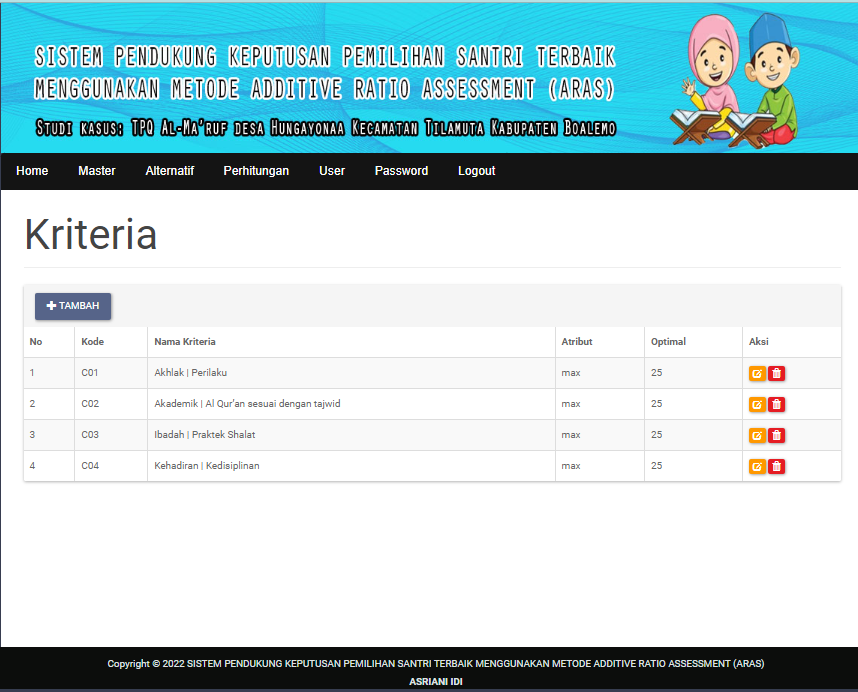 SISTEM PENDUKUNG KEPUTUSAN PEMILIHAN SANTRI TERBAIK
MENGGUNAKAN METODE ADDITIVE RATIO ASSESSMENT (ARAS)
STUDI KASUS: TPQ AL-MA'RUF DESA HUNGAYONAA KECAMATAN TILAMUTA KABUPATEN BOALEMO
Home Master Alternatif Perhitungan User Password Logout
Kriteria
TAMBAH
No Kode Nama Kriteria Atribut Optimal Aksi
1 C01 Akhlak | Perilaku max 25
2 C02 Akademik | Al Qur'an sesuai dengan tajwid max 25
3 C03 Ibadah | Praktek Shalat max 25
4 C04 Kehadiran | Kedisiplinan max 25
Copyright © 2022 SISTEM PENDUKUNG KEPUTUSAN PEMILIHAN SANTRI TERBAIK MENGGUNAKAN METODE ADDITIVE RATIO ASSESSMENT (ARAS)
ASRIANI IDI